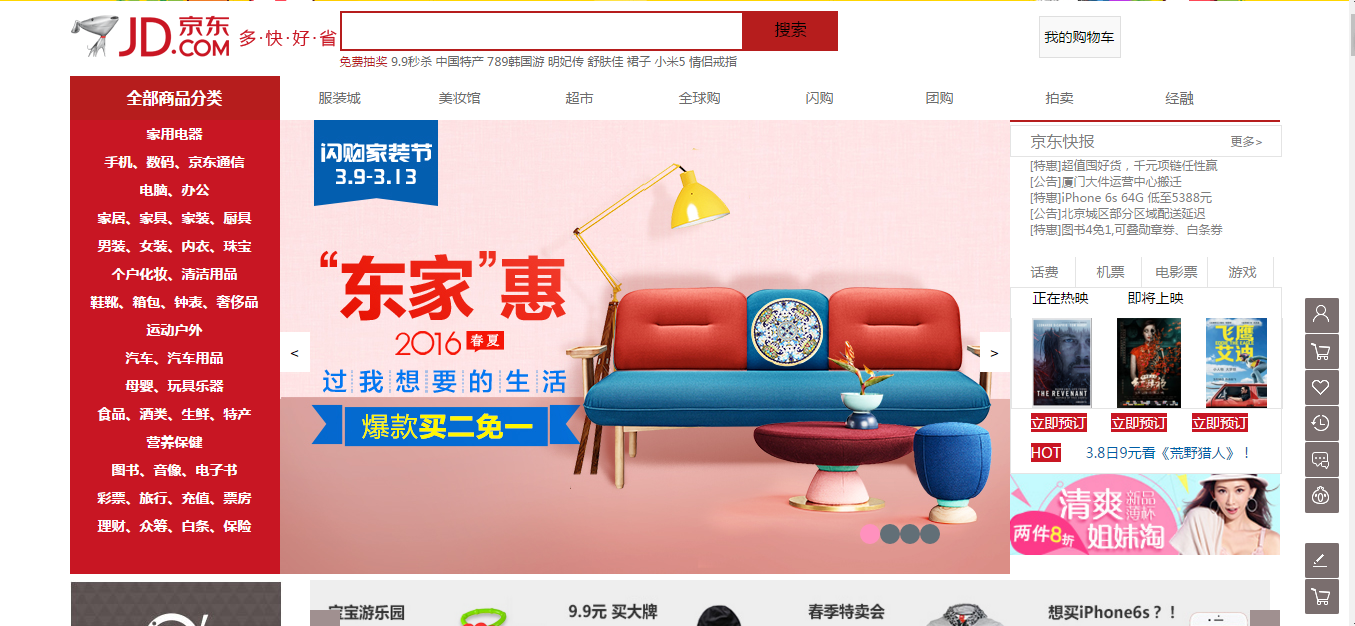 JD.COM 京东
多·快·好·省
搜索
我的购物车
免费抽奖 9.9秒杀 中国特产 789韩国游 明妃传 舒肤佳 裙子 小米5 情侣戒指
全部商品分类
服装城 美妆馆 超市 全球购 闪购 团购 拍卖 经融
家用电器
手机、数码、京东通信
电脑、办公
家居、家具、家装、厨具
男装、女装、内衣、珠宝
个户化妆、清洁用品
鞋靴、箱包、钟表、奢侈品
运动户外
汽车、汽车用品
母婴、玩具乐器
食品、酒类、生鲜、特产
营养保健
图书、音像、电子书
彩票、旅行、充值、票房
理财、众筹、白条、保险
闪购家装节
3.9-3.13
“东家”惠
2016 春夏
过我想要的生活
爆款买二免一
<
>
京东快报 更多>
[特惠]超值囤好货，千元项链任性赢
[公告]厦门大件运营中心搬迁
[特惠]iPhone 6s 64G 低至5388元
[公告]北京城区部分区域配送延迟
[特惠]图书4免1,可叠勋章券、白条券
话费 机票 电影票 游戏
正在热映 即将上映
THE REVENANT
飞鹰艾迪
立即预订 立即预订 立即预订
HOT 3.8日9元看《荒野猎人》！
清爽 新品薄杯
两件8折 姐妹淘
宝宝游乐园 9.9元 买大牌 春季特卖会 想买iPhone6s？！